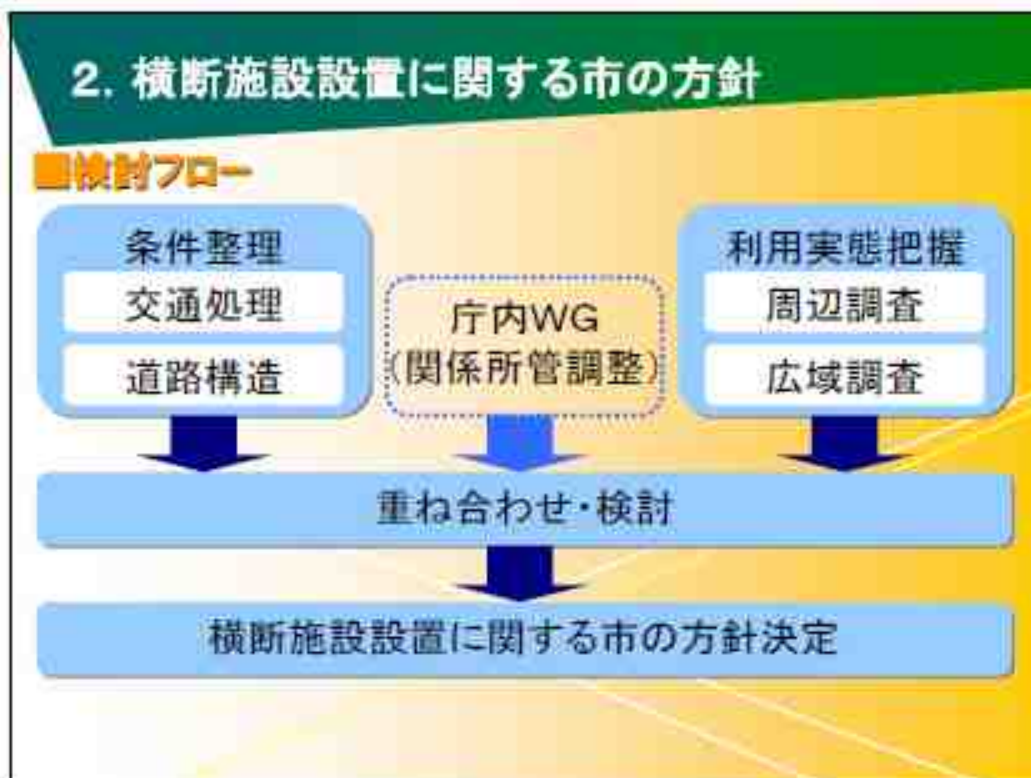 2. 横断施設設置に関する市の方針
■検討フロー
条件整理
交通処理
道路構造
庁内WG
(関係所管調整)
利用実態把握
周辺調査
広域調査
重ね合わせ・検討
横断施設設置に関する市の方針決定